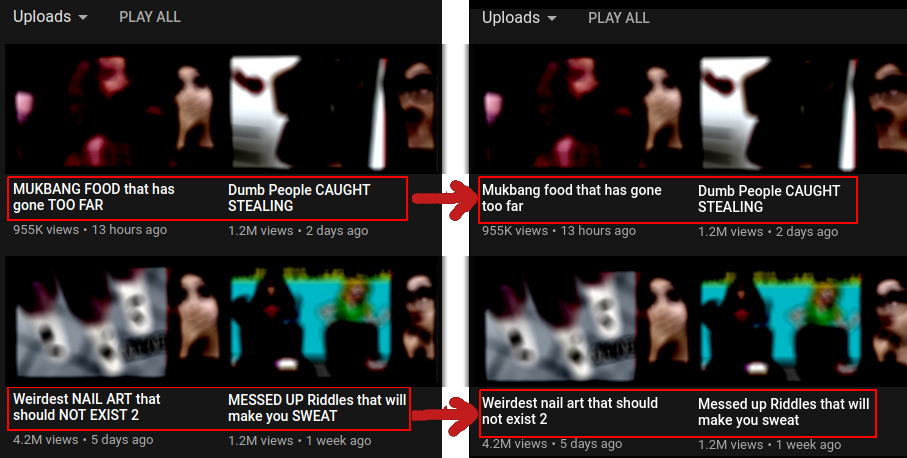 Uploads PLAY ALL
MUKBANG FOOD that has
gone TOO FAR
Dumb People CAUGHT
STEALING
955K views • 13 hours ago
1.2M views • 2 days ago
Weirdest NAIL ART that
should NOT EXIST 2
MESSED UP Riddles that will
make you SWEAT
4.2M views • 5 days ago
1.2M views • 1 week ago
Uploads PLAY ALL
Mukbang food that has gone
too far
Dumb People CAUGHT
STEALING
955K views • 13 hours ago
1.2M views • 2 days ago
Weirdest nail art that should
not exist 2
Messed up Riddles that will
make you sweat
4.2M views • 5 days ago
1.2M views • 1 week ago